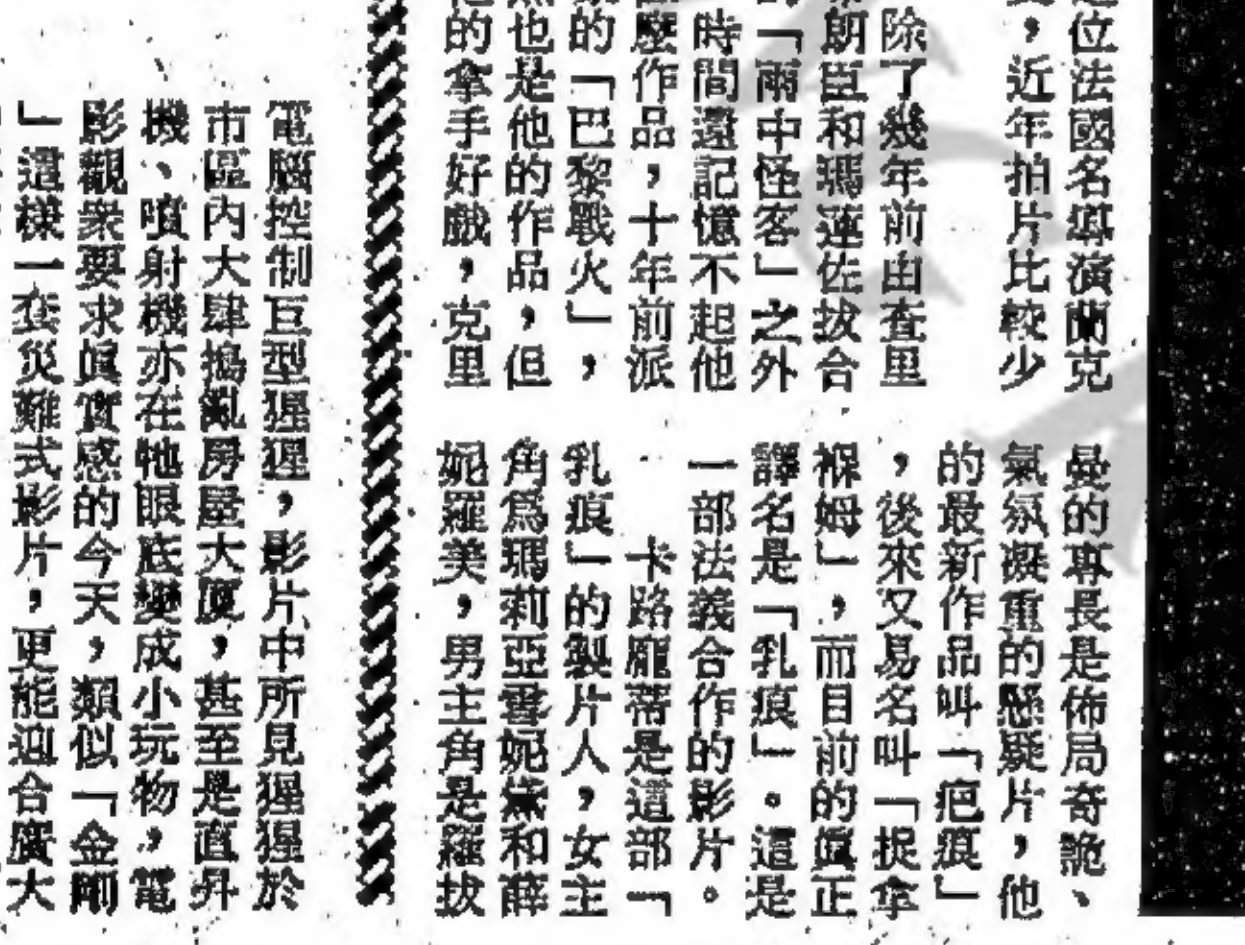 位法國名導演蘭克
,近年拍片比較少
除了幾年前由查里
朗臣和瑪蓮佐拔合
「雨中怪客」之外
時間還記憶不起他
壓作品,十年前派
的「巴黎戰火」,
也是他的作品,但
的拿手好戲,克里
曼的專長是佈局奇詭、
氣氛凝重的懸疑片,他
的最新作品叫「疤痕」
,後來又易名叫「捉拿
褓姆」,而目前的眞正
譯名是「乳痕」。這是
一部法義合作的影片。
卡路龐蒂是這部「
乳痕」的製片人,女主
角爲瑪莉亞雲妮黛和薛
妮羅美,男主角是羅拔
電腦控制巨型猩猩,影片中所見猩猩於
市區內大肆搗亂房屋大廈,甚至是直昇
機、噴射機亦在牠眼底變成小玩物,電
影觀衆要求眞實感的今天,類似「金剛
」這樣一套災難式影片,更能迎合廣大